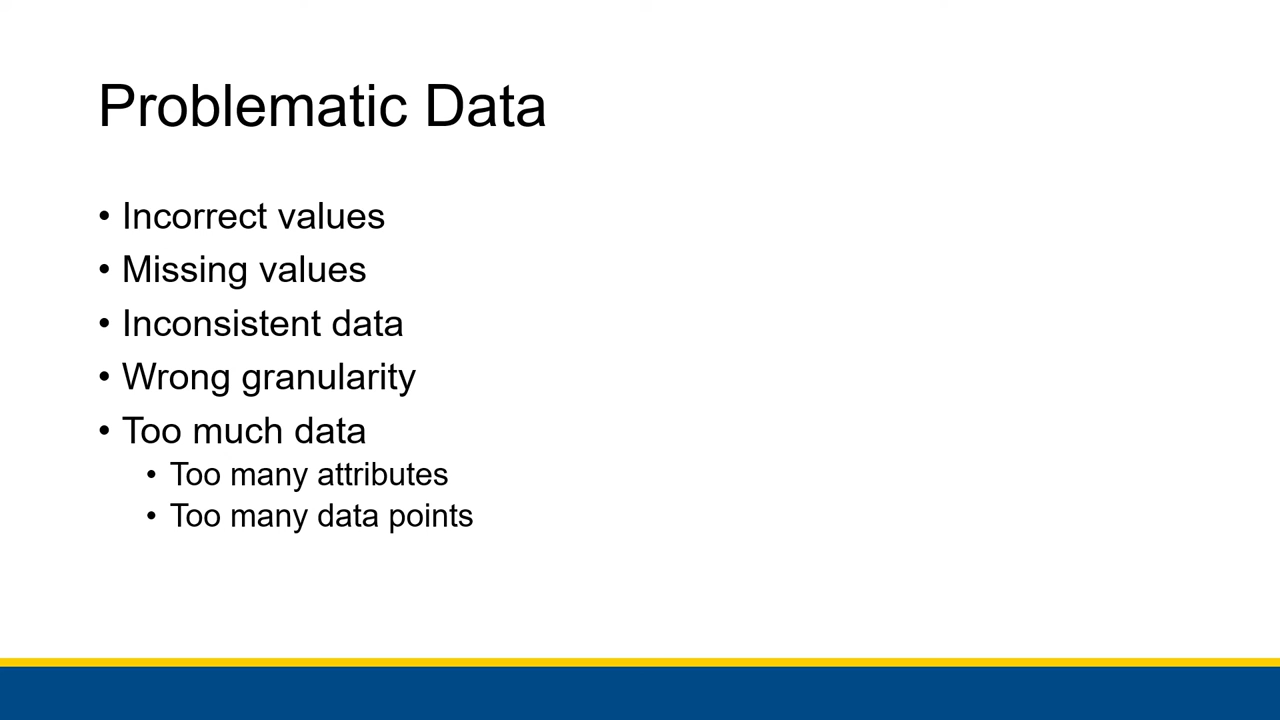 Problematic Data
• Incorrect values
• Missing values
• Inconsistent data
• Wrong granularity
• Too much data
• Too many attributes
• Too many data points